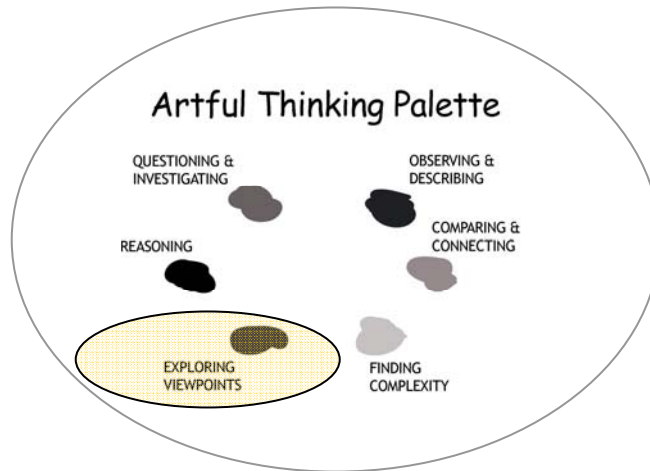 Artful Thinking Palette
QUESTIONING &
INVESTIGATING
OBSERVING &
DESCRIBING
REASONING
COMPARING &
CONNECTING
EXPLORING
VIEWPOINTS
FINDING
COMPLEXITY